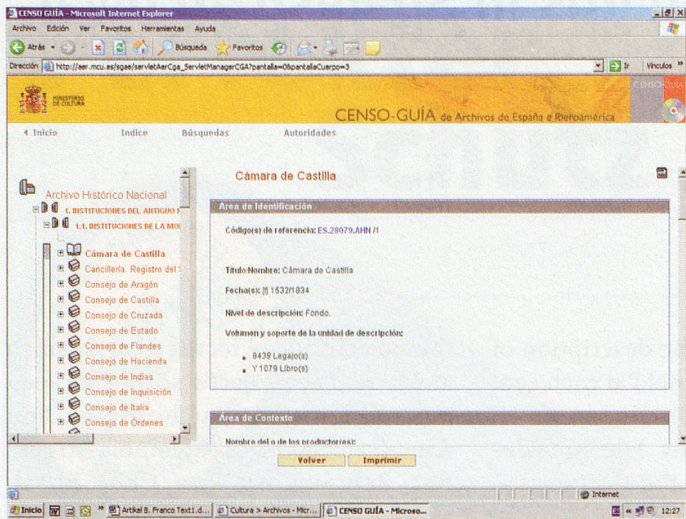 CENSO GUÍA - Microsoft Internet Explorer
Archivo Edición Ver Favoritos Herramientas Ayuda
Atrás Búsqueda Favoritos
Dirección http://aer.mcu.es/sgae/servletAerCga_ServletManagerCGA?pantalla=0&pantallaCuerpo=3 Ir Vínculos »
MINISTERIO DE CULTURA
CENSO-GUÍA de Archivos de España e Iberoamérica
Inicio Indice Búsquedas Autoridades
Archivo Histórico Nacional
1. INSTITUCIONES DEL ANTIGUO
1.1. INSTITUCIONES DE LA
Cámara de Castilla
Cancillería. Registro del
Consejo de Aragón
Consejo de Castilla
Consejo de Cruzada
Consejo de Estado
Consejo de Flandes
Consejo de Hacienda
Consejo de Indias
Consejo de Inquisición
Consejo de Italia
Consejo de Órdenes
Cámara de Castilla
Área de Identificación
Código(s) de referencia: ES.28079.AHN /1
Título Nombre: Cámara de Castilla
Fecha(s): [f] 1532/1834
Nivel de descripción: Fondo.
Volumen y soporte de la unidad de descripción:
• 8438 Legajo(s)
• Y 1079 Libro(s)
Área de Contexto
Nombre del o de los productor(es):
Volver Imprimir
Internet
Inicio » Artikel B. Franco Text1.d... Cultura > Archivos - Micr... CENSO GUÍA - Microso... « 12:27